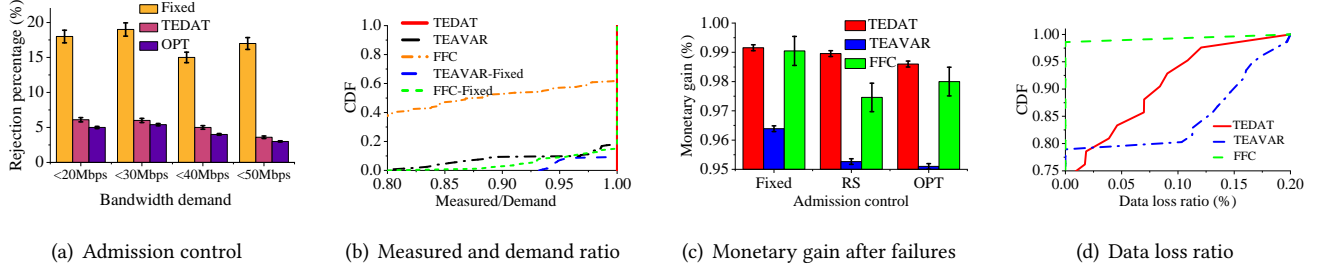 Rejection percentage (%)
20
15
10
5
0
Fixed
TEDAT
OPT
<20Mbps <30Mbps <40Mbps <50Mbps
Bandwidth demand
(a) Admission control
CDF
1.0
0.8
0.6
0.4
0.2
0.0
TEDAT
TEAVAR
FFC
TEAVAR-Fixed
FFC-Fixed
0.80 0.85 0.90 0.95 1.00
Measured/Demand
(b) Measured and demand ratio
Monetary gain (%)
1.00
0.99
0.98
0.97
0.96
0.95
TEDAT
TEAVAR
FFC
Fixed RS OPT
Admission control
(c) Monetary gain after failures
CDF
1.00
0.95
0.90
0.85
0.80
0.75
TEDAT
TEAVAR
FFC
0.00 0.05 0.10 0.15 0.20
Data loss ratio (%)
(d) Data loss ratio